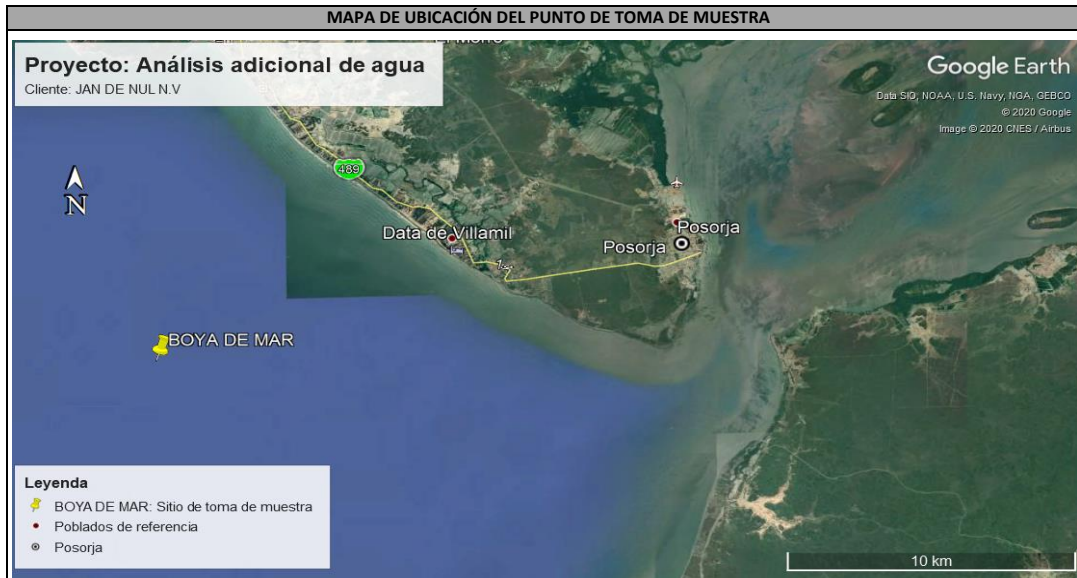 MAPA DE UBICACIÓN DEL PUNTO DE TOMA DE MUESTRA
El Morro
Proyecto: Análisis adicional de agua
Cliente: JAN DE NUL N.V
Google Earth
Data SIO, NOAA, U.S. Navy, NGA, GEBCO
© 2020 Google
Image © 2020 CNES / Airbus
489
N
Data de Villamil
Posorja
Posorja
BOYA DE MAR
Leyenda
BOYA DE MAR: Sitio de toma de muestra
Poblados de referencia
Posorja
10 km